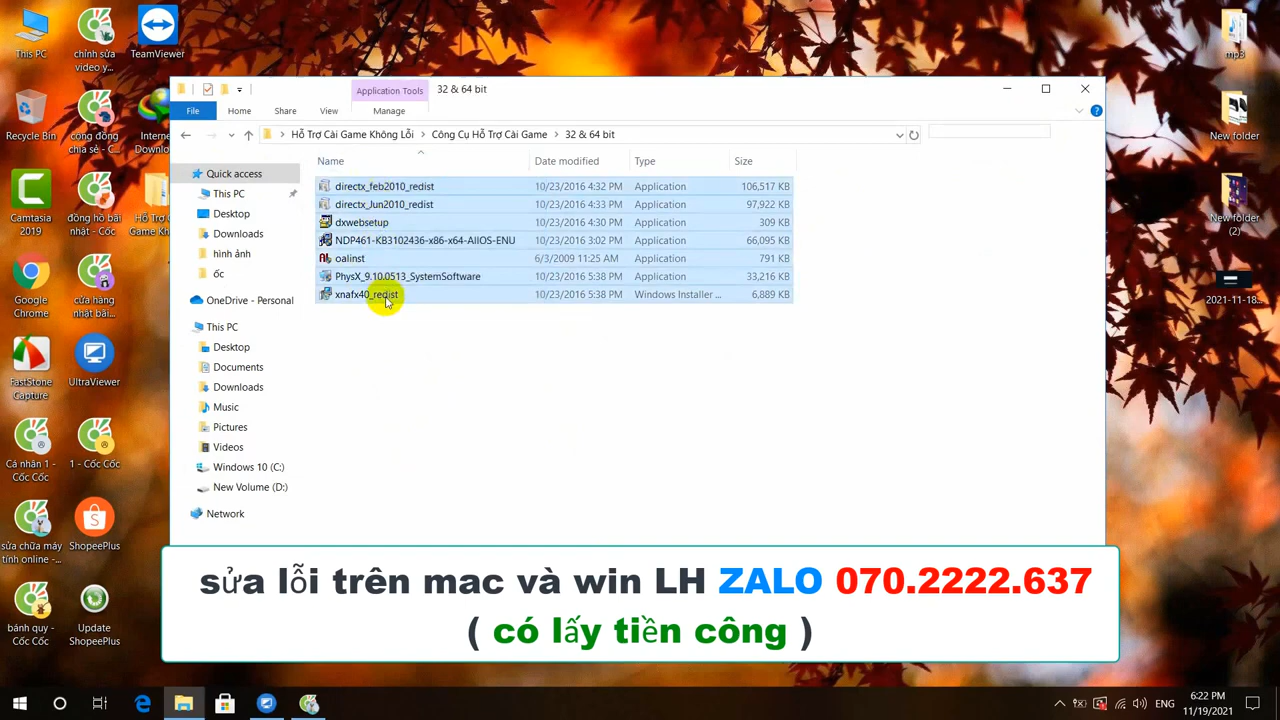 This PC
chỉnh sửa
video y...
TeamViewer
Recycle Bin
cộng đồng
chia sẻ - C...
Internet
Downlo...
Camtasia
2019
đồng hồ bãi
nhật - Cốc
Hỗ Trợ
Game Kh
Google
Chrome
cửa hàng
nhật bãi...
FastStone
Capture
UltraViewer
Cá nhân 1 -
Cốc Cốc
1 - Cốc Cốc
sửa chữa máy
tính online -...
ShopeePlus
bánh quy -
Cốc Cốc
Update
ShopeePlus
mp3
New folder
New folder
(2)
2021-11-18...
Application Tools
32 & 64 bit
File
Home
Share
View
Manage
Hỗ Trợ Cài Game Không Lỗi
Công Cụ Hỗ Trợ Cài Game
32 & 64 bit
Quick access
This PC
Desktop
Downloads
hình ảnh
ốc
OneDrive - Personal
This PC
Desktop
Documents
Downloads
Music
Pictures
Videos
Windows 10 (C:)
New Volume (D:)
Network
Name Date modified Type Size
directx_feb2010_redist 10/23/2016 4:32 PM Application 106,517 KB
directx_Jun2010_redist 10/23/2016 4:33 PM Application 97,922 KB
dxwebsetup 10/23/2016 4:30 PM Application 309 KB
NDP461-KB3102436-x86-x64-AllOS-ENU 10/23/2016 3:02 PM Application 66,095 KB
oalinst 6/3/2009 11:25 AM Application 791 KB
PhysX_9.10.0513_SystemSoftware 10/23/2016 5:38 PM Application 33,216 KB
xnafx40_redist 10/23/2016 5:38 PM Windows Installer ... 6,889 KB
sửa lỗi trên mac và win LH ZALO 070.2222.637
( có lấy tiền công )
ENG
6:22 PM
11/19/2021